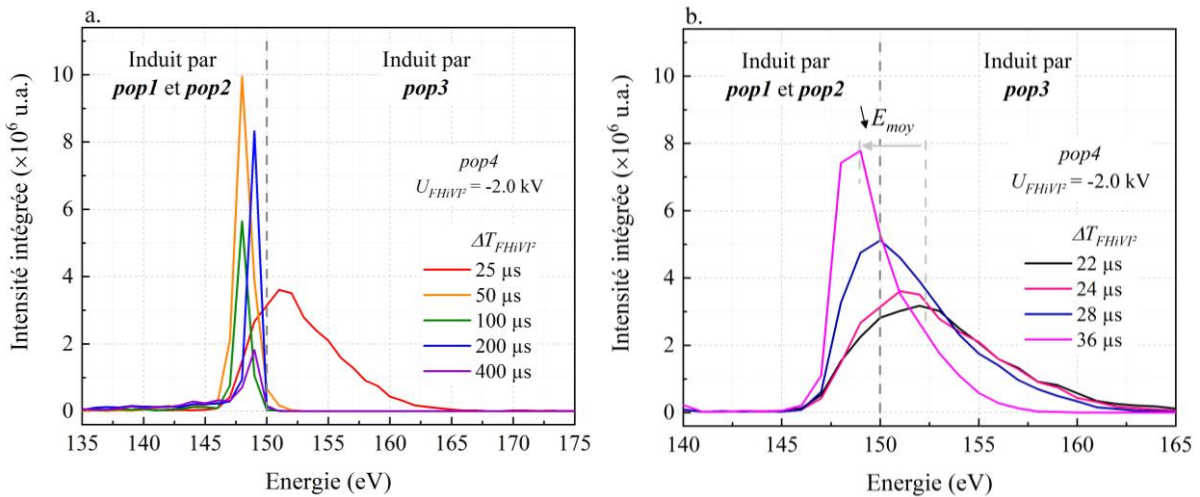 a.
Induit par
pop1 et pop2
Induit par
pop3
pop4
U_FHiVI² = -2.0 kV
ΔT_FHiVI²
25 µs
50 µs
100 µs
200 µs
400 µs
Intensité intégrée (×10⁶ u.a.)
10
8
6
4
2
0
135 140 145 150 155 160 165 170 175
Energie (eV)
b.
Induit par
pop1 et pop2
Induit par
pop3
↘ E_moy
pop4
U_FHiVI² = -2.0 kV
ΔT_FHiVI²
22 µs
24 µs
28 µs
36 µs
Intensité intégrée (×10⁶ u.a.)
10
8
6
4
2
0
140 145 150 155 160 165
Energie (eV)